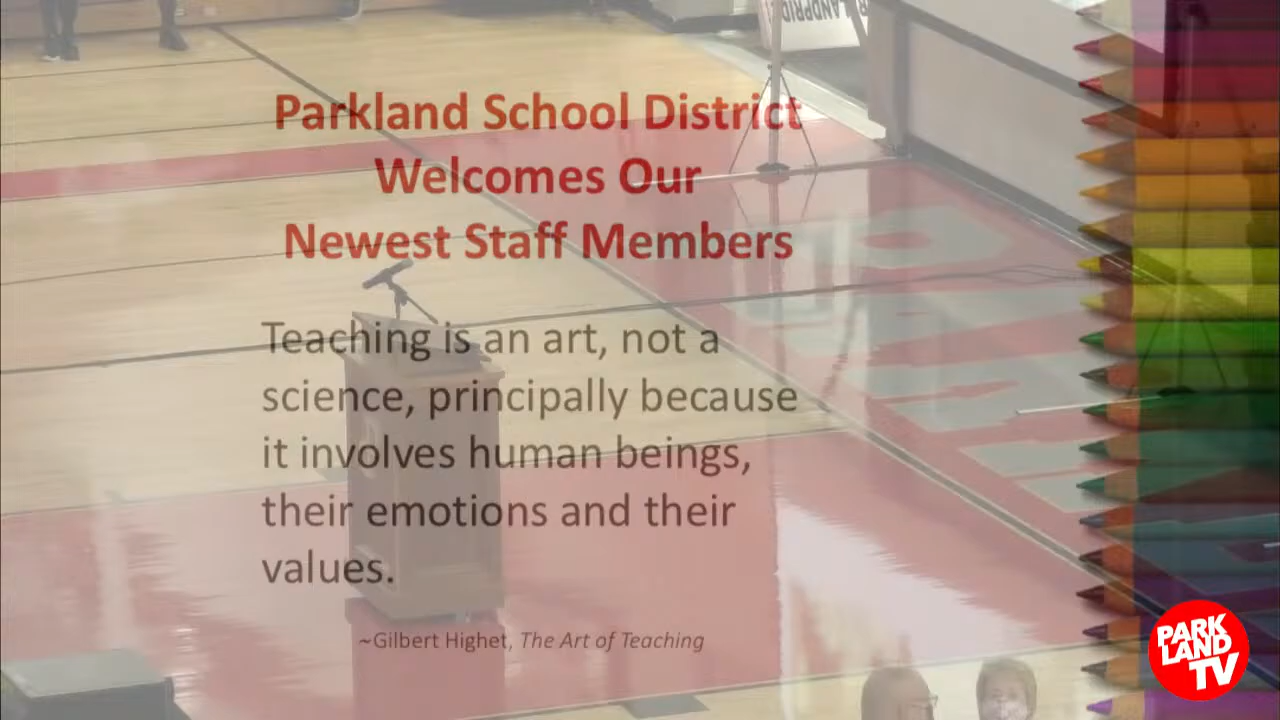 Parkland School District
Welcomes Our
Newest Staff Members
Teaching is an art, not a
science, principally because
it involves human beings,
their emotions and their
values.
~Gilbert Highet, The Art of Teaching
PARK
LAND
TV